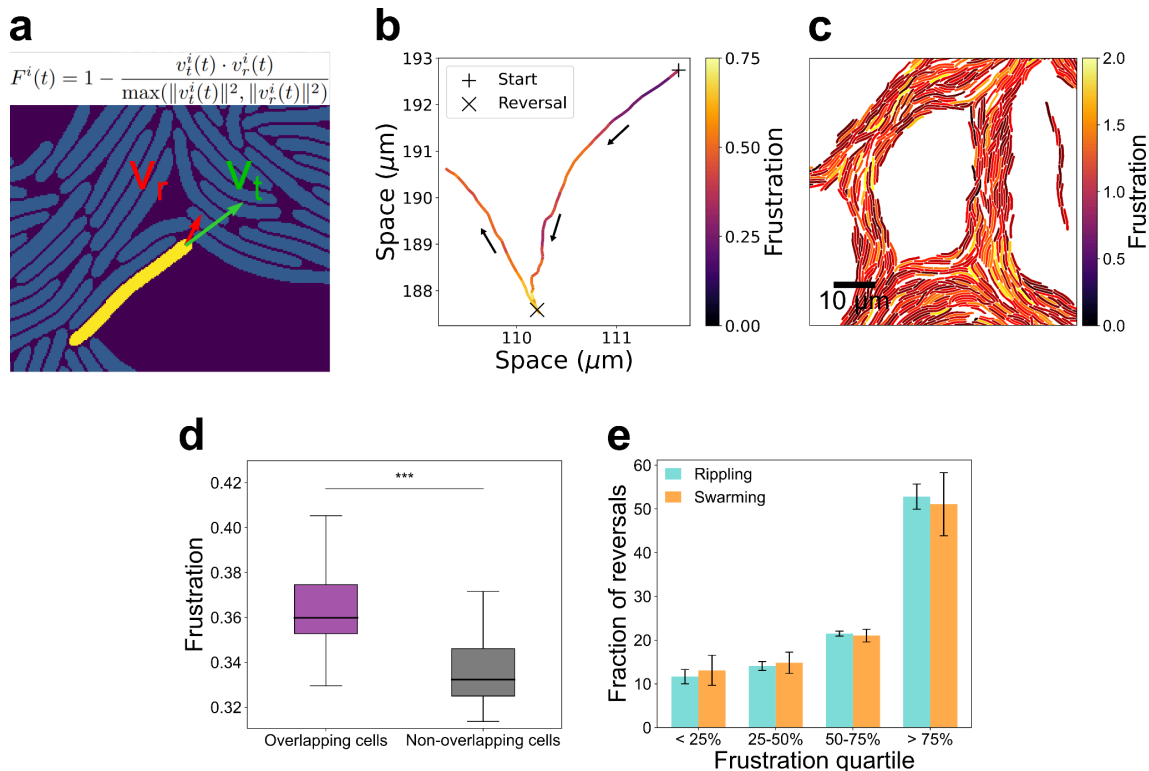 a
F^i(t) = 1 - \frac{v_t^i(t) \cdot v_r^i(t)}{\max(\|v_t^i(t)\|^2, \|v_r^i(t)\|^2)}
V_r
V_t
b
+ Start
× Reversal
193
192
191
190
189
188
Space (μm)
110
111
Space (μm)
0.75
0.50
0.25
0.00
Frustration
c
10 μm
2.0
1.5
1.0
0.5
0.0
Frustration
d
***
0.42
0.40
0.38
0.36
0.34
0.32
Frustration
Overlapping cells
Non-overlapping cells
e
Rippling
Swarming
60
50
40
30
20
10
0
Fraction of reversals
< 25%
25-50%
50-75%
> 75%
Frustration quartile